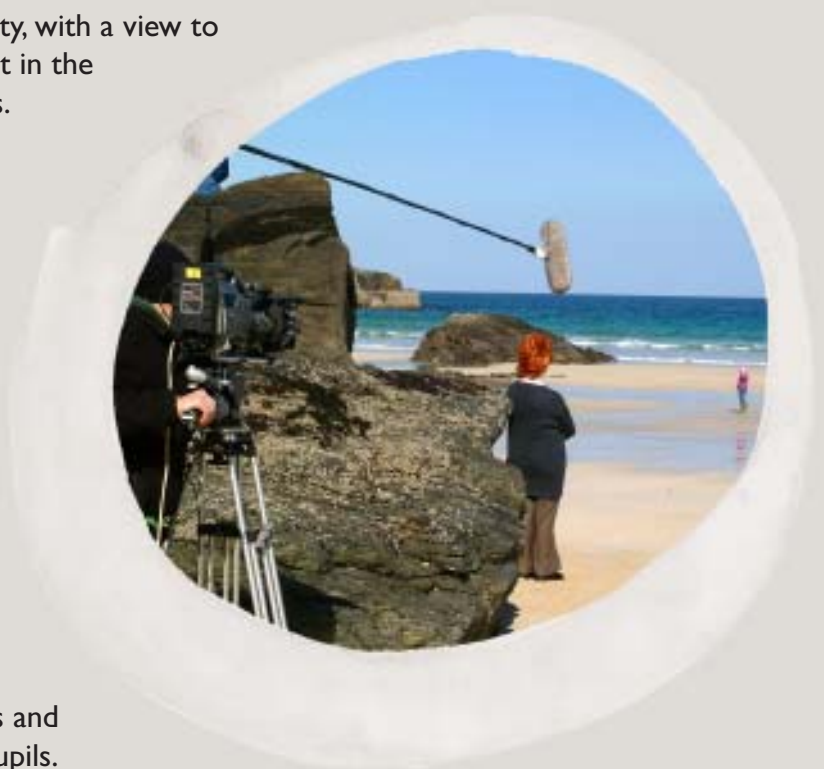 ty, with a view to
t in the
s.
s and
upils.